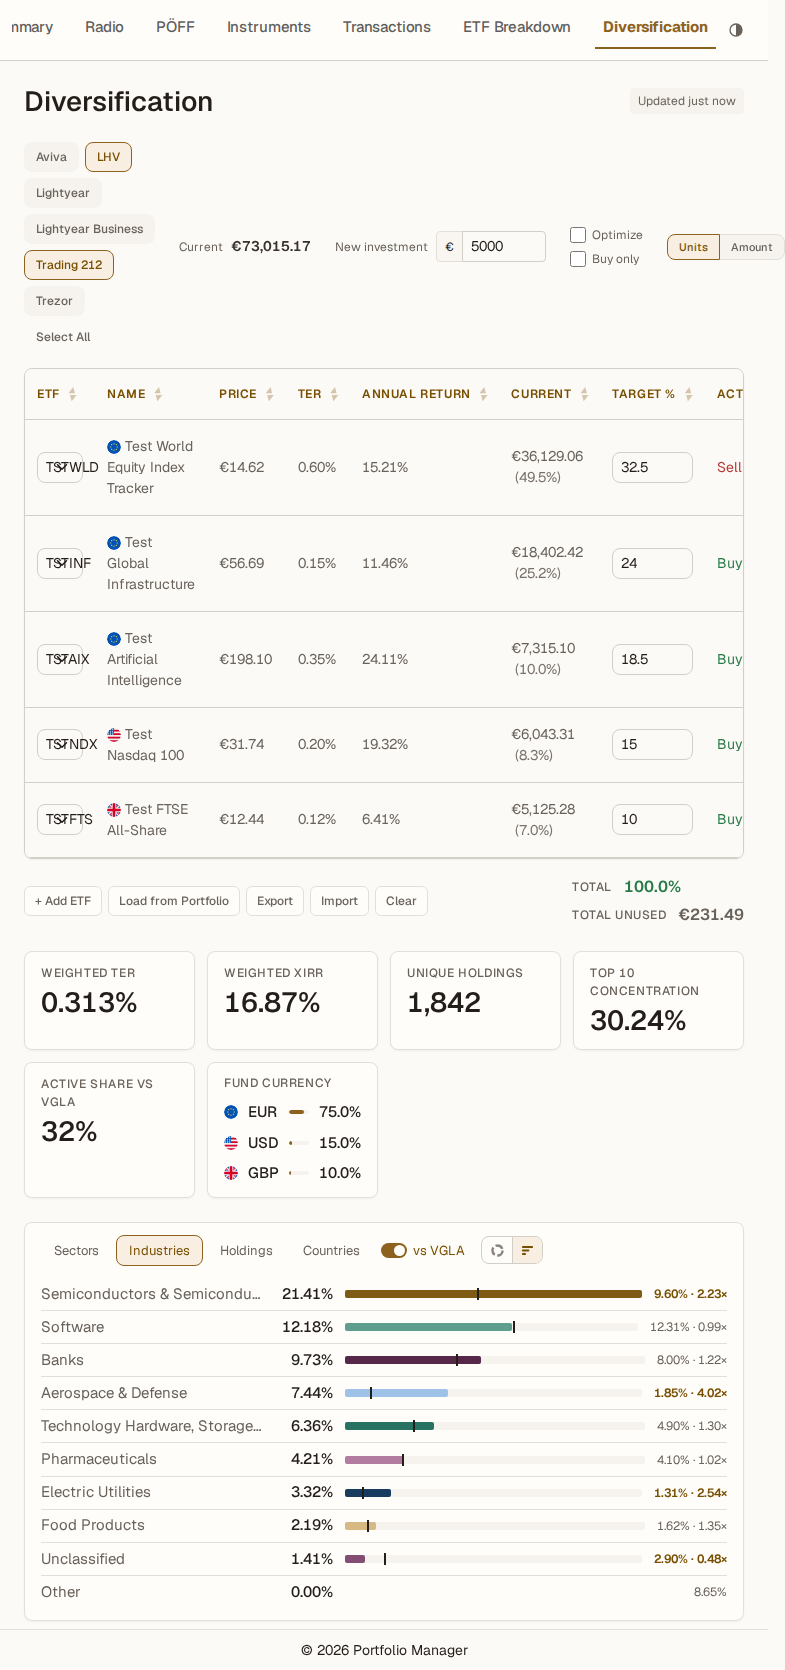 mmary Radio PÖFF Instruments Transactions ETF Breakdown Diversification
Diversification
Updated just now
Aviva LHV
Lightyear
Lightyear Business
Trading 212
Trezor
Select All
Current €73,015.17
New investment € 5000
Optimize
Buy only
Units Amount
ETF NAME PRICE TER ANNUAL RETURN CURRENT TARGET % ACT
TSTWLD Test World Equity Index Tracker €14.62 0.60% 15.21% €36,129.06 (49.5%) 32.5 Sell
TSTINF Test Global Infrastructure €56.69 0.15% 11.46% €18,402.42 (25.2%) 24 Buy
TSTAIX Test Artificial Intelligence €198.10 0.35% 24.11% €7,315.10 (10.0%) 18.5 Buy
TSTNDX Test Nasdaq 100 €31.74 0.20% 19.32% €6,043.31 (8.3%) 15 Buy
TSTFTS Test FTSE All-Share €12.44 0.12% 6.41% €5,125.28 (7.0%) 10 Buy
+ Add ETF Load from Portfolio Export Import Clear
TOTAL 100.0%
TOTAL UNUSED €231.49
WEIGHTED TER
0.313%
WEIGHTED XIRR
16.87%
UNIQUE HOLDINGS
1,842
TOP 10 CONCENTRATION
30.24%
ACTIVE SHARE VS VGLA
32%
FUND CURRENCY
EUR 75.0%
USD 15.0%
GBP 10.0%
Sectors Industries Holdings Countries vs VGLA
Semiconductors & Semicondu... 21.41% 9.60% · 2.23×
Software 12.18% 12.31% · 0.99×
Banks 9.73% 8.00% · 1.22×
Aerospace & Defense 7.44% 1.85% · 4.02×
Technology Hardware, Storage... 6.36% 4.90% · 1.30×
Pharmaceuticals 4.21% 4.10% · 1.02×
Electric Utilities 3.32% 1.31% · 2.54×
Food Products 2.19% 1.62% · 1.35×
Unclassified 1.41% 2.90% · 0.48×
Other 0.00% 8.65%
© 2026 Portfolio Manager